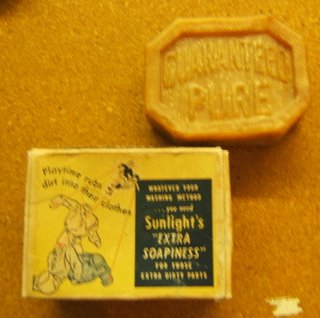 GUARANTEED
PURE
Playtime rubs
dirt into their clothes
WHATEVER YOUR
WASHING METHOD
... you need
Sunlight's
"EXTRA
SOAPINESS"
FOR THOSE
EXTRA DIRTY PARTS